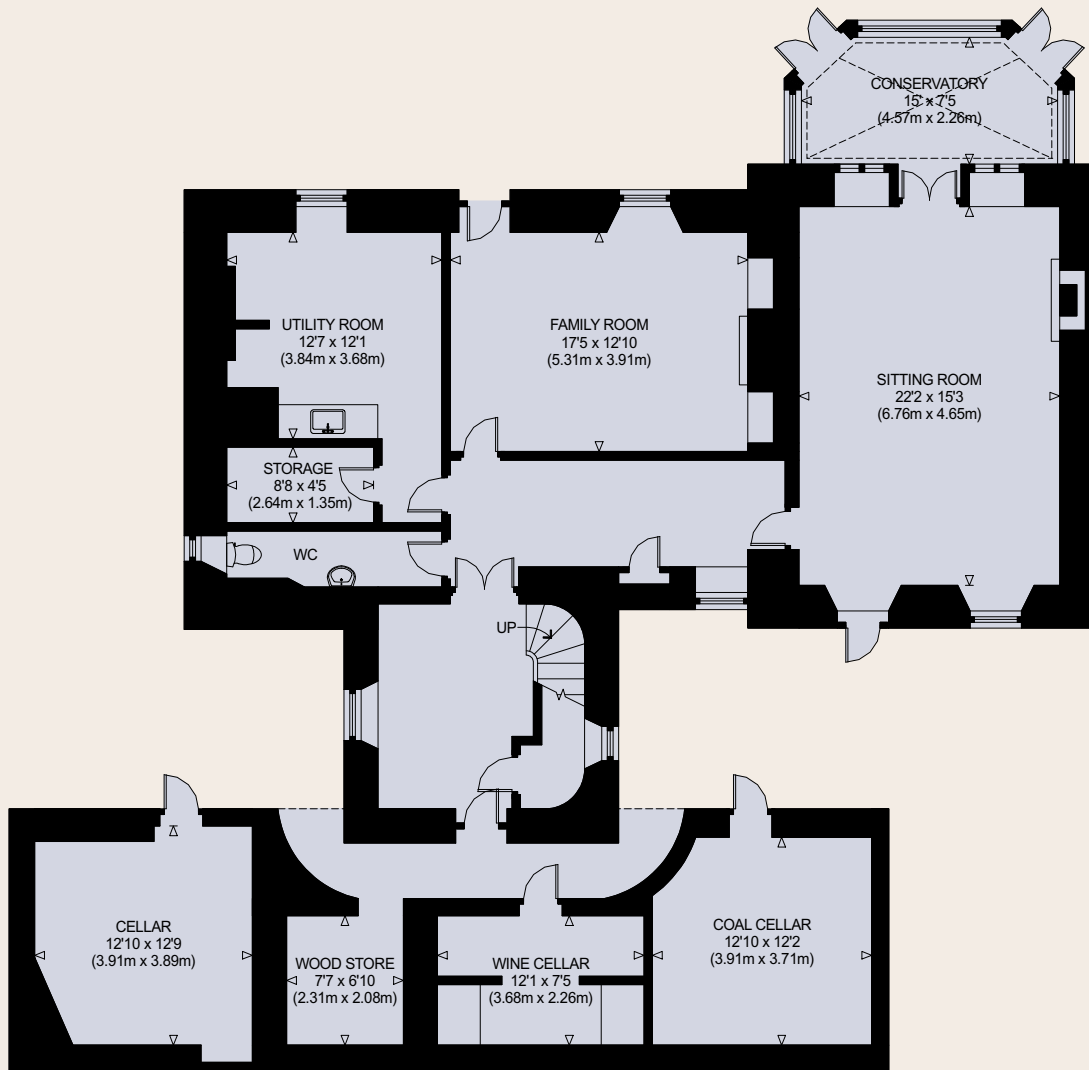 CONSERVATORY
15' x 7'5
(4.57m x 2.26m)
UTILITY ROOM
12'7 x 12'1
(3.84m x 3.68m)
FAMILY ROOM
17'5 x 12'10
(5.31m x 3.91m)
SITTING ROOM
22'2 x 15'3
(6.76m x 4.65m)
STORAGE
8'8 x 4'5
(2.64m x 1.35m)
WC
UP
CELLAR
12'10 x 12'9
(3.91m x 3.89m)
WOOD STORE
7'7 x 6'10
(2.31m x 2.08m)
WINE CELLAR
12'1 x 7'5
(3.68m x 2.26m)
COAL CELLAR
12'10 x 12'2
(3.91m x 3.71m)